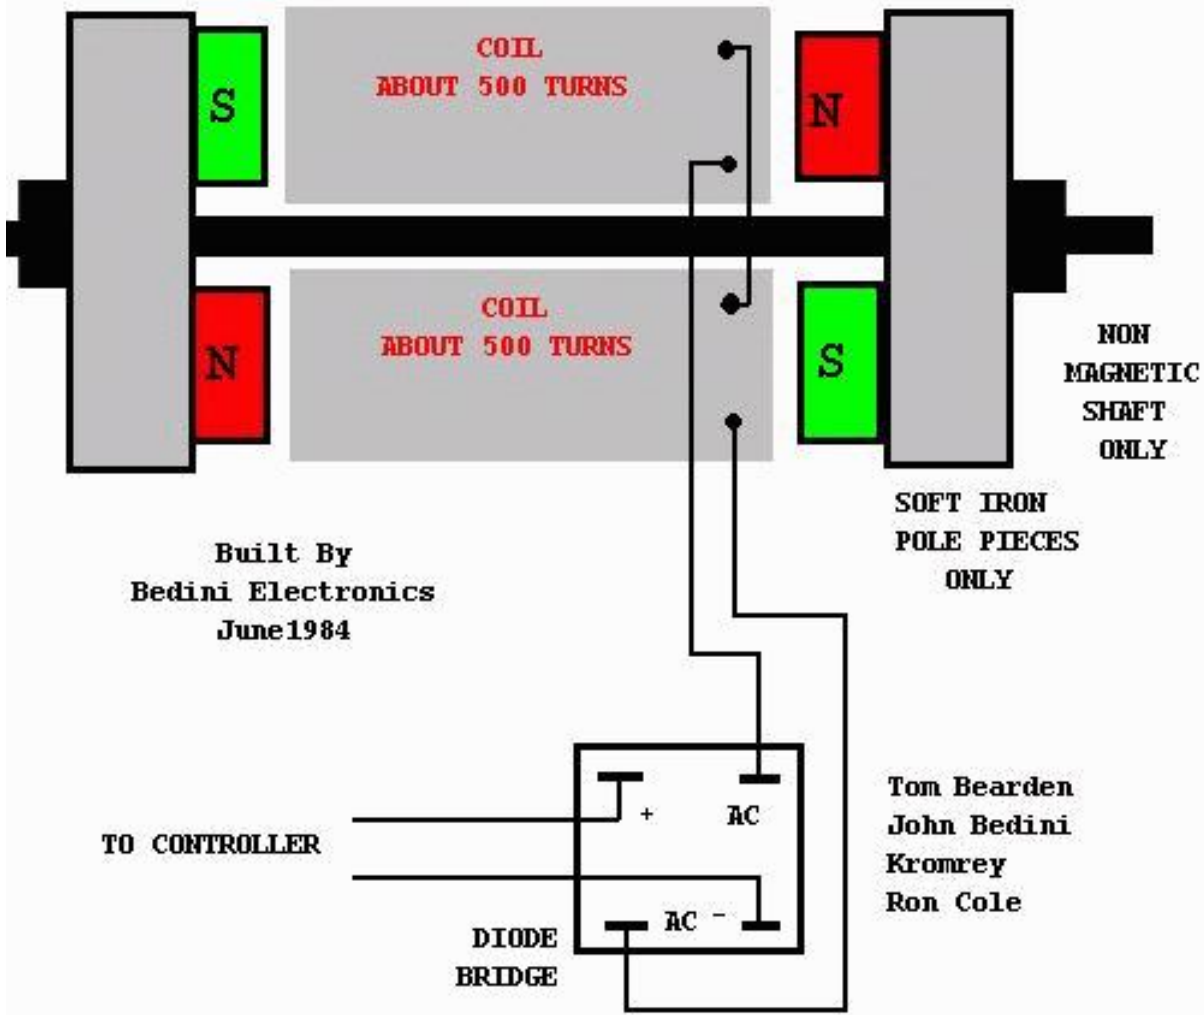 COIL
ABOUT 500 TURNS
S
N
COIL
ABOUT 500 TURNS
N
S
NON
MAGNETIC
SHAFT
ONLY
SOFT IRON
POLE PIECES
ONLY
Built By
Bedini Electronics
June1984
+
AC
TO CONTROLLER
AC -
DIODE
BRIDGE
Tom Bearden
John Bedini
Kromrey
Ron Cole